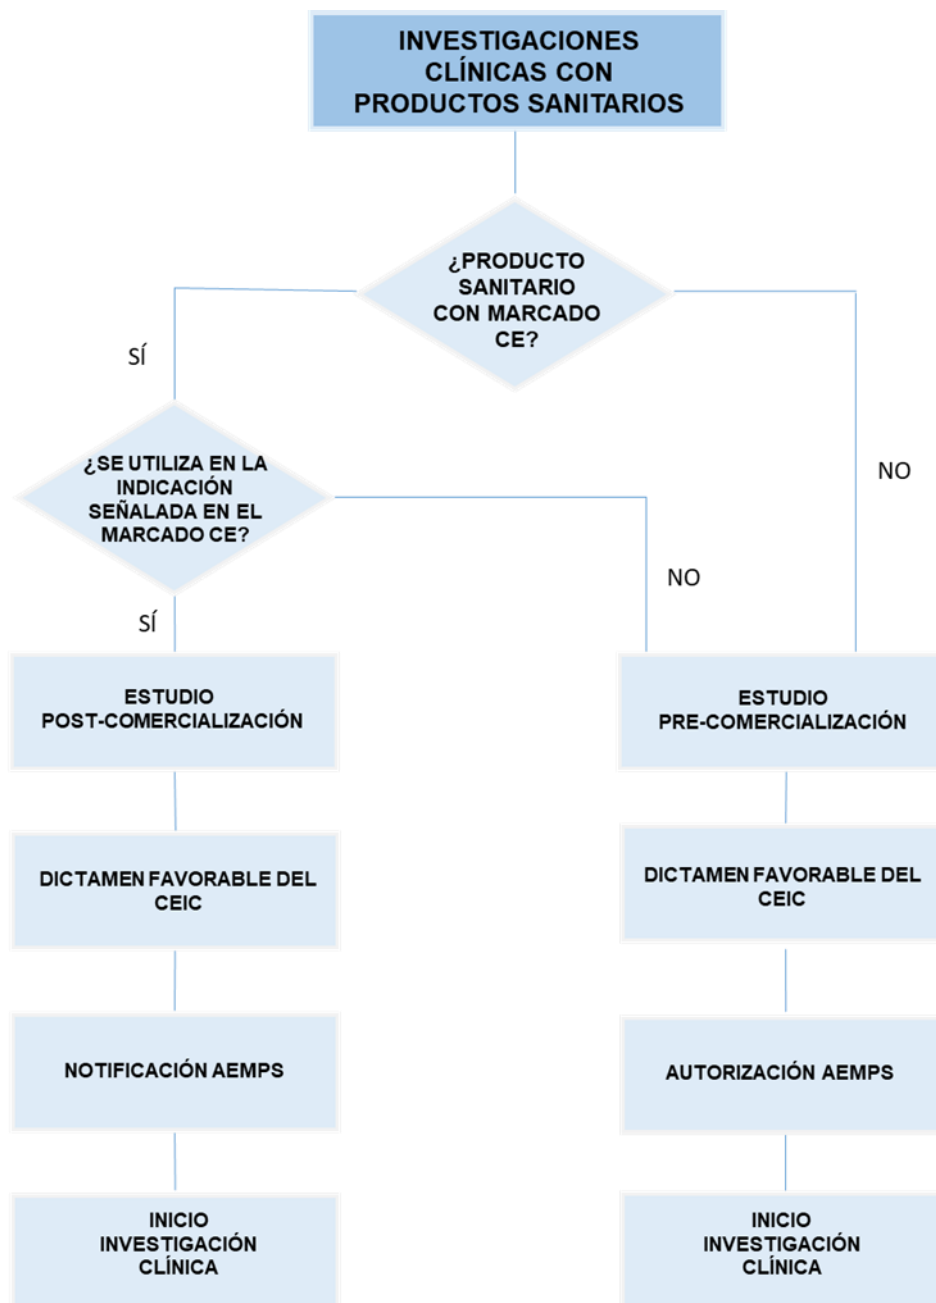 INVESTIGACIONES
CLÍNICAS CON
PRODUCTOS SANITARIOS
¿PRODUCTO
SANITARIO
CON MARCADO
CE?
SÍ
NO
¿SE UTILIZA EN LA
INDICACIÓN
SEÑALADA EN EL
MARCADO CE?
NO
SÍ
ESTUDIO
POST-COMERCIALIZACIÓN
ESTUDIO
PRE-COMERCIALIZACIÓN
DICTAMEN FAVORABLE DEL
CEIC
DICTAMEN FAVORABLE DEL
CEIC
NOTIFICACIÓN AEMPS
AUTORIZACIÓN AEMPS
INICIO
INVESTIGACIÓN
CLÍNICA
INICIO
INVESTIGACIÓN
CLÍNICA